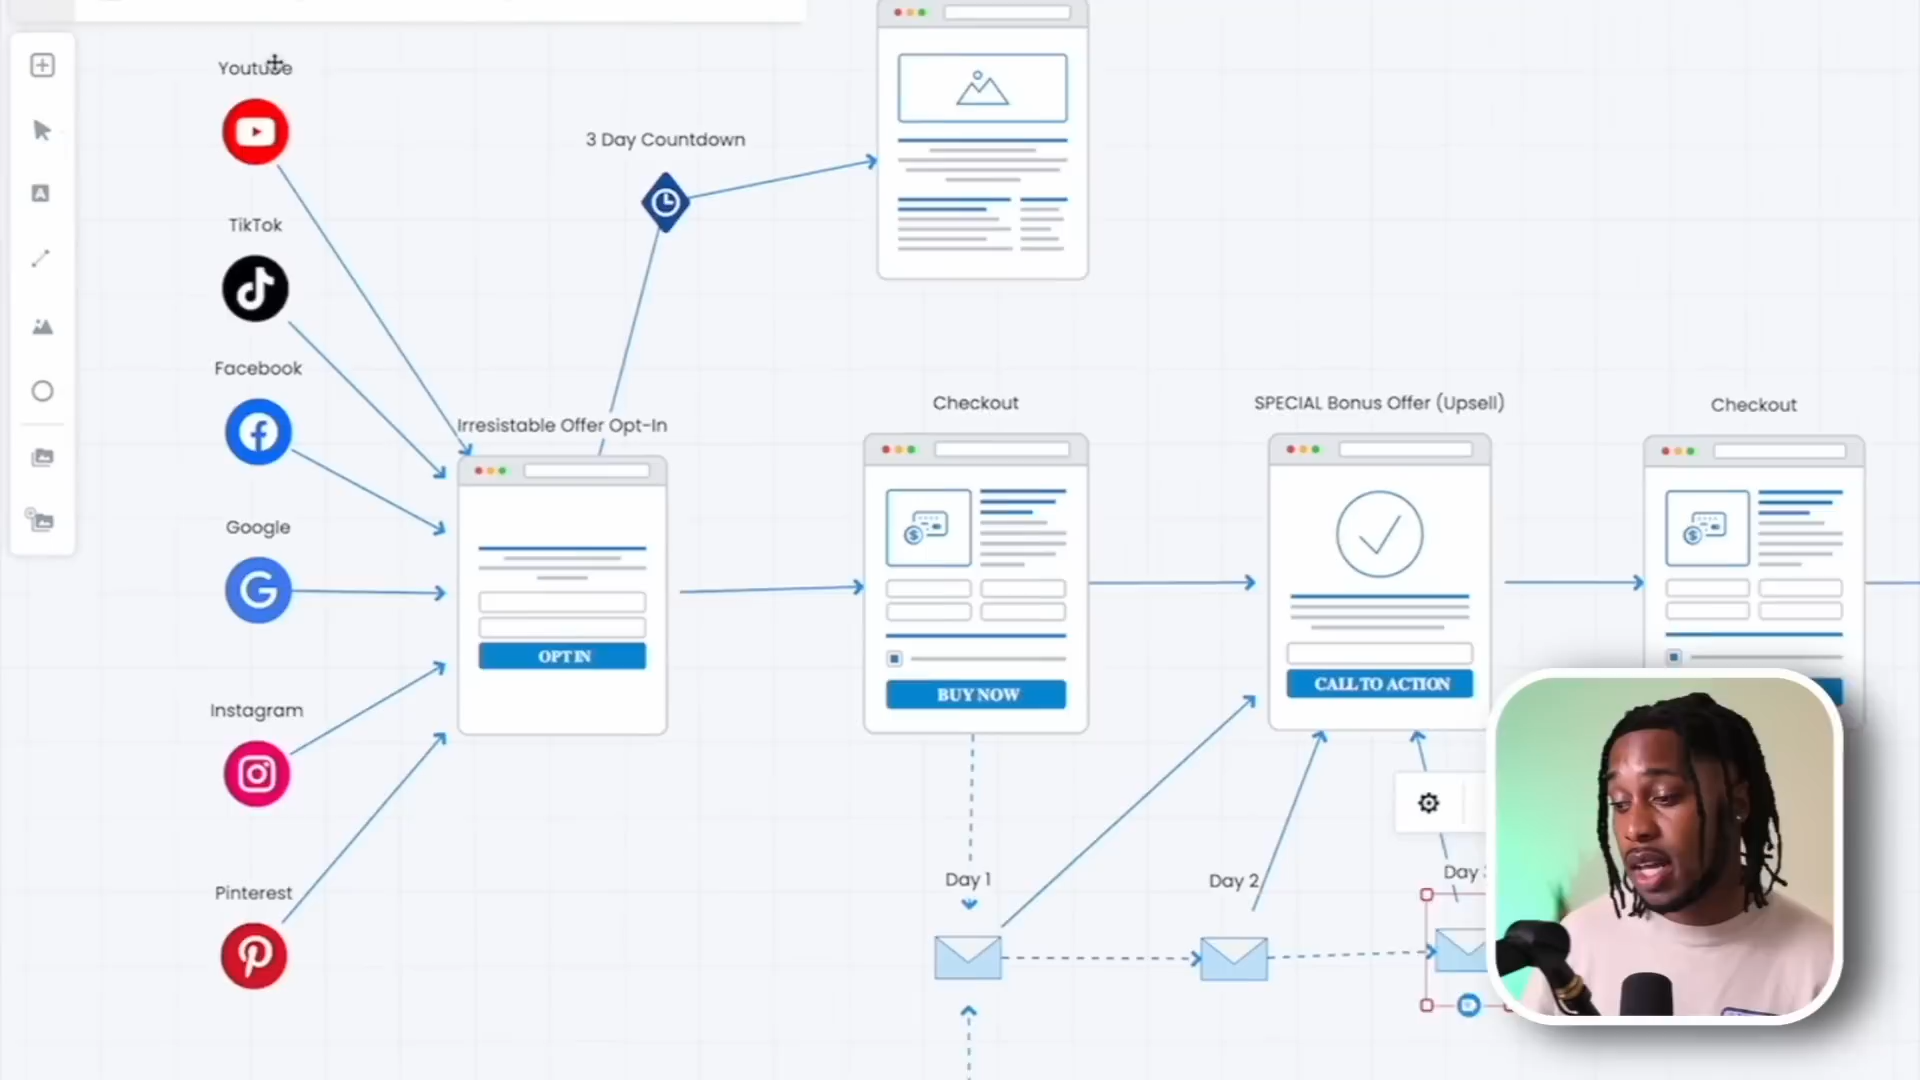 Youtube
3 Day Countdown
TikTok
Facebook
Irresistable Offer Opt-In
Checkout
SPECIAL Bonus Offer (Upsell)
Checkout
Google
OPT IN
BUY NOW
CALL TO ACTION
Instagram
Day 1
Day 2
Day
Pinterest